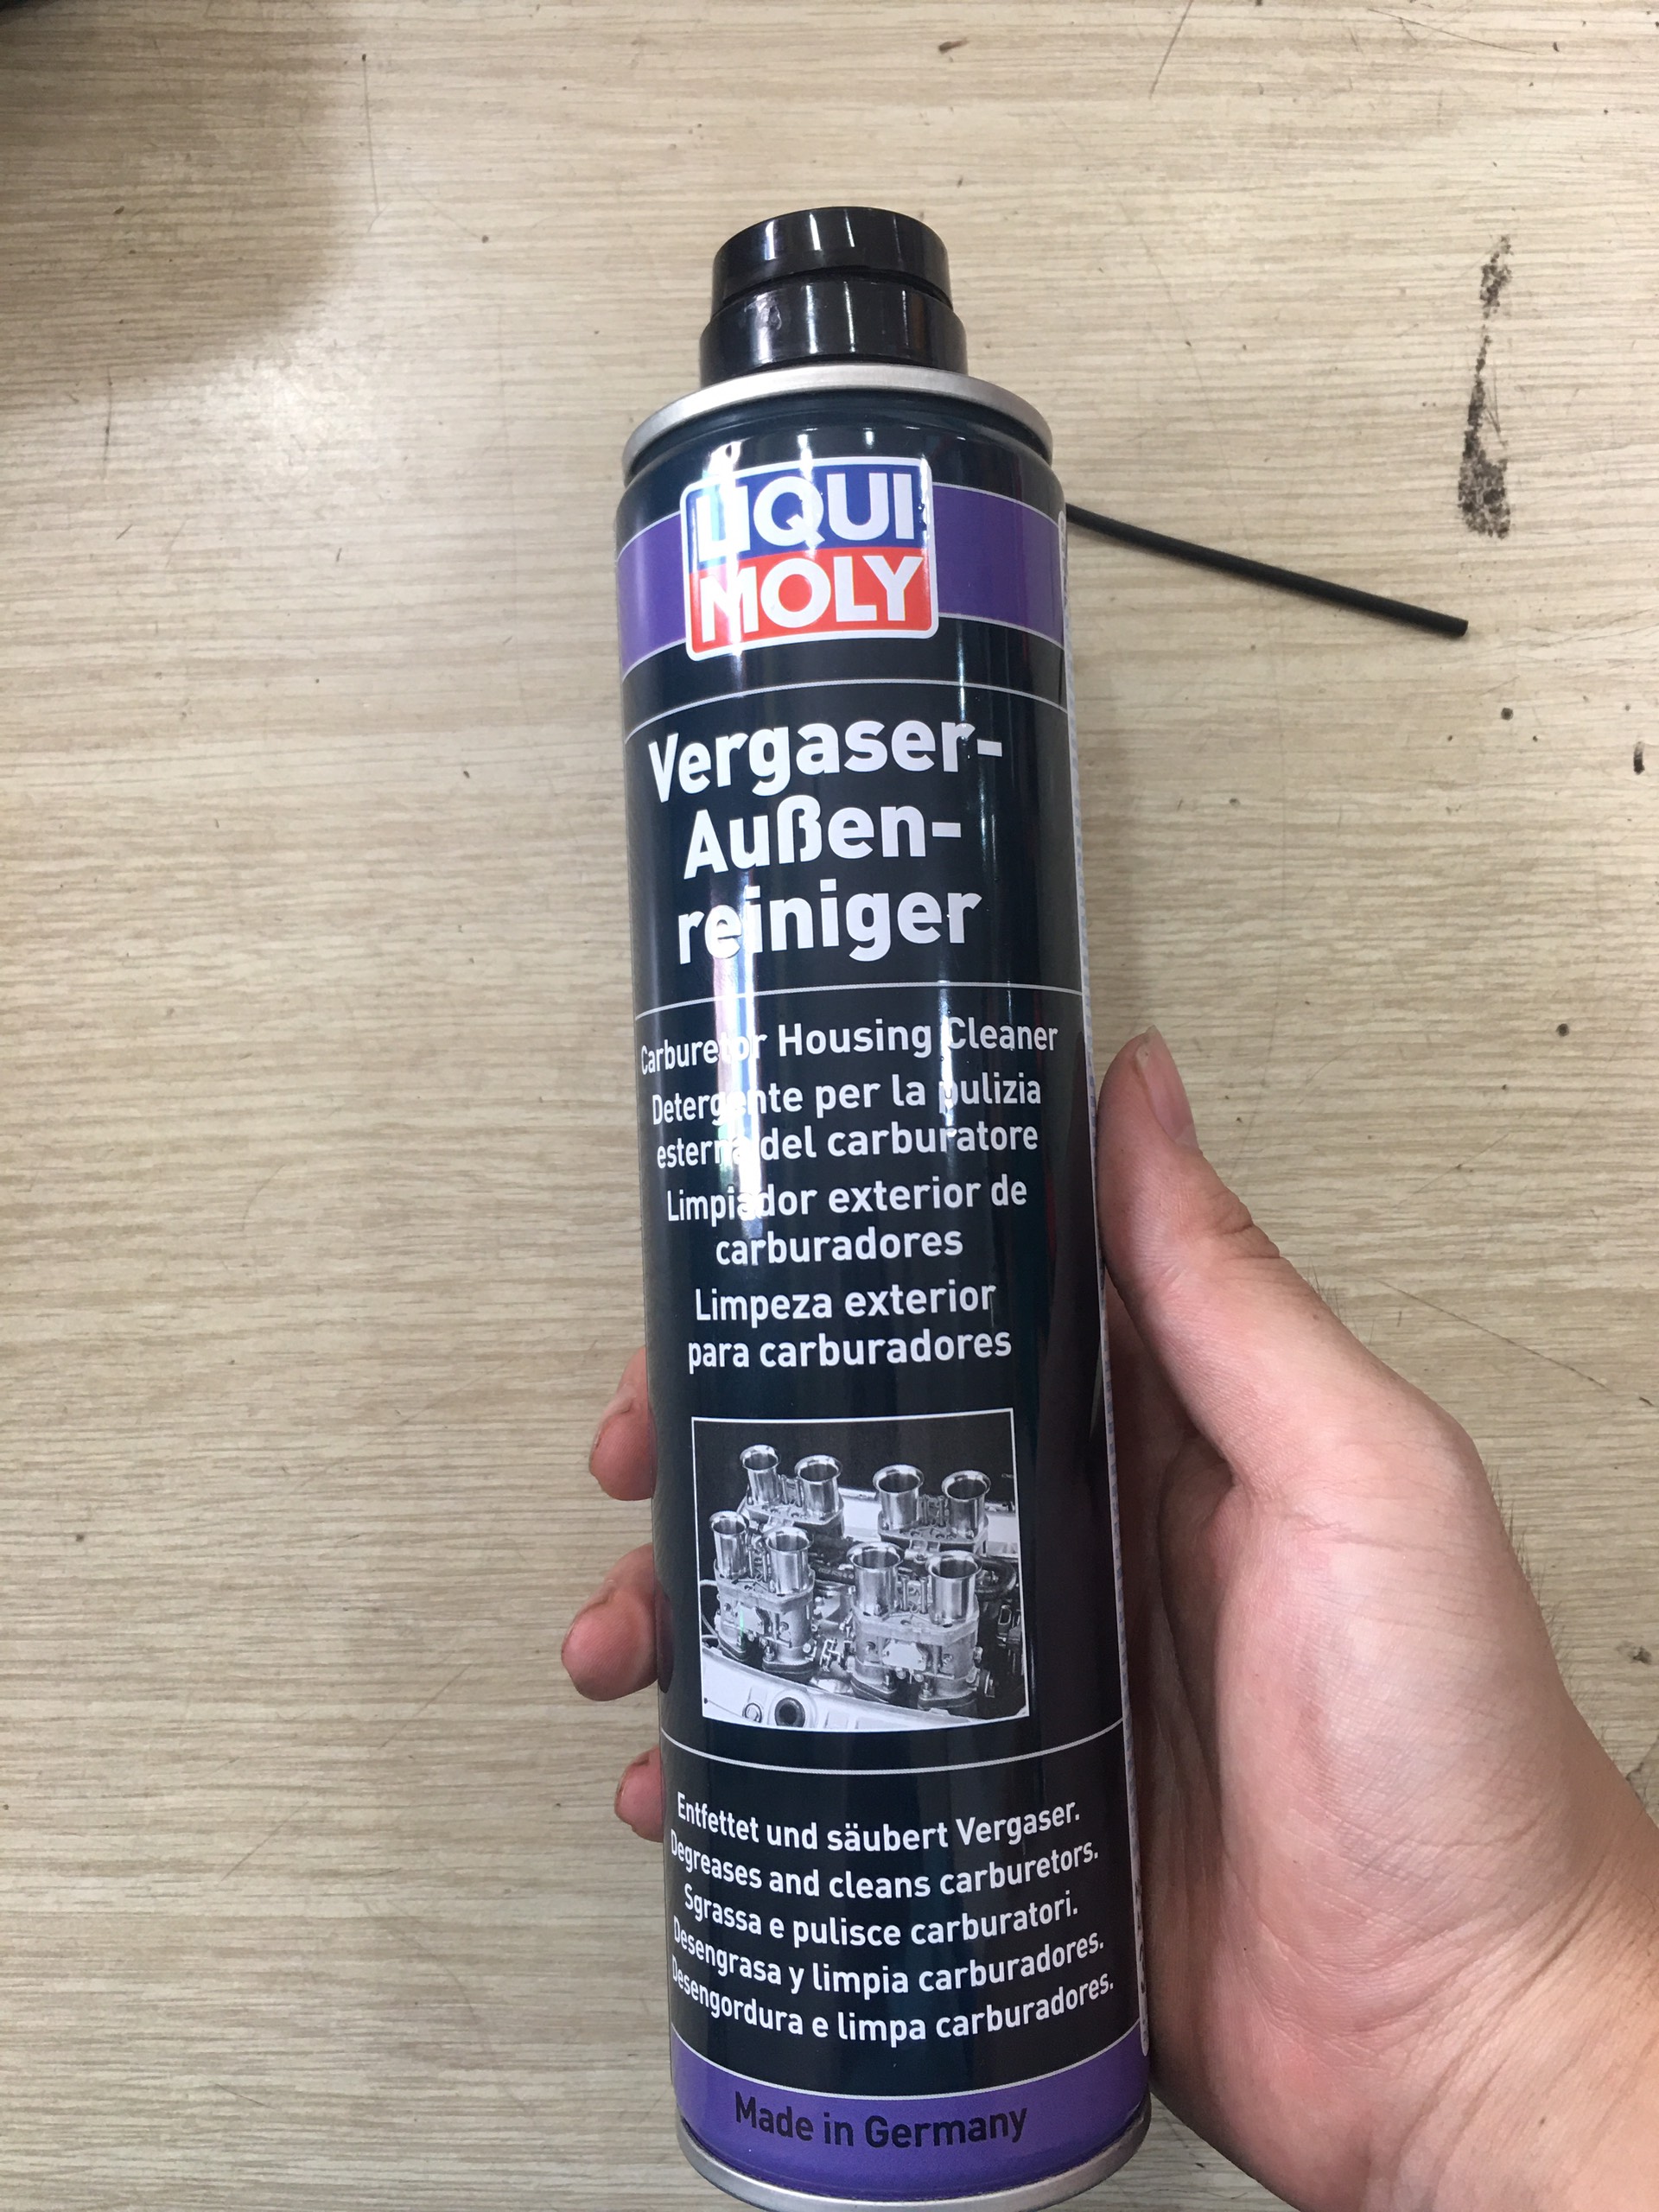 LIQUI
MOLY
Vergaser-
Außen-
reiniger
Carburetor Housing Cleaner
Detergente per la pulizia
esterna del carburatore
Limpiador exterior de
carburadores
Limpeza exterior
para carburadores
Entfettet und säubert Vergaser.
Degreases and cleans carburetors.
Sgrassa e pulisce carburatori.
Desengrasa y limpia carburadores.
Desengordura e limpa carburadores.
Made in Germany